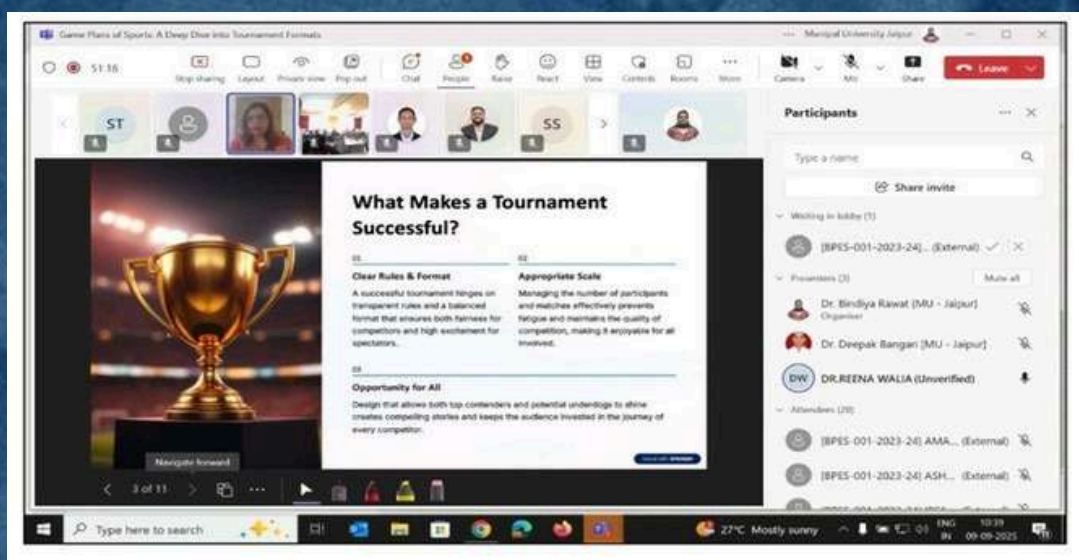 Game Plans of Sports: A Deep Dive into Tournament Formats
Manipal University Jaipur
51:16
Stop sharing Layout Private view Pop out Chat People Raise React View Rooms More Camera Mic Share Leave
ST
SS
Participants
Type a name
Share invite
Waiting in lobby (1)
[BPES-001-2023-24]... (External)
Presenters (3) Mute all
Dr. Bindiya Rawat [MU - Jaipur]
Organiser
Dr. Deepak Bangari [MU - Jaipur]
DW DR.REENA WALIA (Unverified)
Attendees
[BPES-001-2023-24] AMA... (External)
[BPES-001-2023-24] ASH... (External)
What Makes a Tournament
Successful?
01
Clear Rules & Format
A successful tournament hinges on
transparent rules and a balanced
format that ensures both fairness for
competitors and high excitement for
spectators.
02
Appropriate Scale
Managing the number of participants
and matches effectively prevents
fatigue and maintains the quality of
competition, making it enjoyable for all
involved.
03
Opportunity for All
Design that allows both top contenders and potential underdogs to shine
creates compelling stories and keeps the audience invested in the journey of
every competitor.
Navigate forward
3 of 11
Type here to search
27°C Mostly sunny
ENG
IN
10:39
09-09-2025